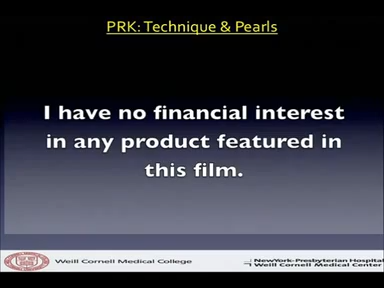 PRK: Technique & Pearls
I have no financial interest
in any product featured in
this film.
Weill Cornell Medical College
NewYork-Presbyterian Hospital
Weill Cornell Medical Center